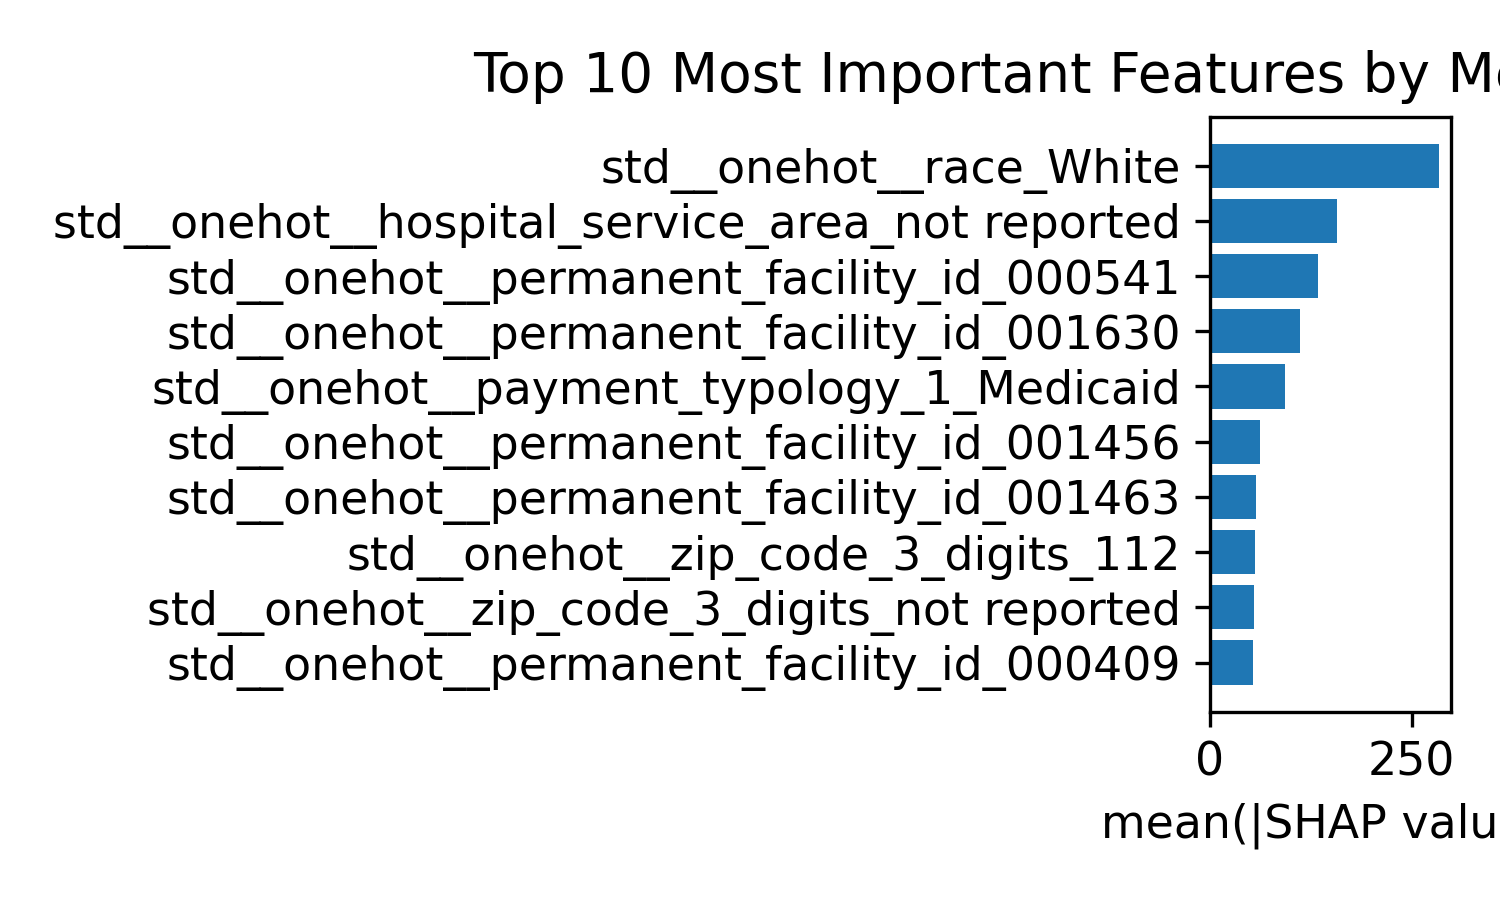 Top 10 Most Important Features by
std__onehot__race_White
std__onehot__hospital_service_area_not reported
std__onehot__permanent_facility_id_000541
std__onehot__permanent_facility_id_001630
std__onehot__payment_typology_1_Medicaid
std__onehot__permanent_facility_id_001456
std__onehot__permanent_facility_id_001463
std__onehot__zip_code_3_digits_112
std__onehot__zip_code_3_digits_not reported
std__onehot__permanent_facility_id_000409
0 250
mean(|SHAP valu